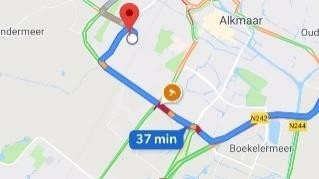 ndermeer
Alkmaar
Oud
N242
N244
37 min
Boekelermeer